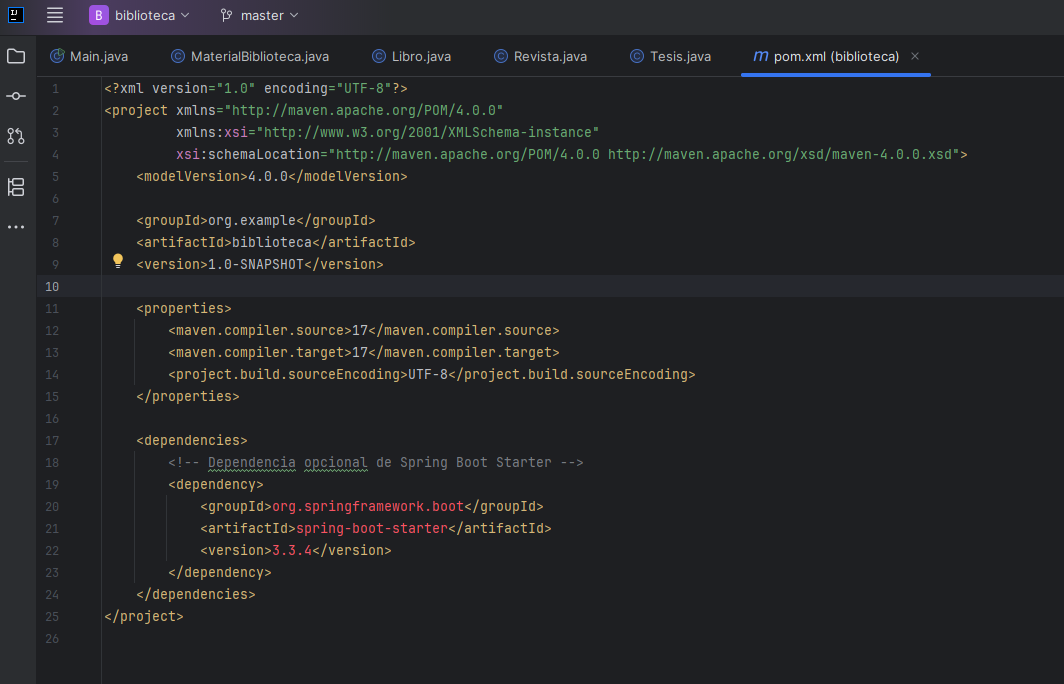 IJ
B biblioteca master
Main.java MaterialBiblioteca.java Libro.java Revista.java Tesis.java m pom.xml (biblioteca)
1 <?xml version="1.0" encoding="UTF-8"?>
2 <project xmlns="http://maven.apache.org/POM/4.0.0"
3 xmlns:xsi="http://www.w3.org/2001/XMLSchema-instance"
4 xsi:schemaLocation="http://maven.apache.org/POM/4.0.0 http://maven.apache.org/xsd/maven-4.0.0.xsd">
5 <modelVersion>4.0.0</modelVersion>
6
7 <groupId>org.example</groupId>
8 <artifactId>biblioteca</artifactId>
9 <version>1.0-SNAPSHOT</version>
10
11 <properties>
12 <maven.compiler.source>17</maven.compiler.source>
13 <maven.compiler.target>17</maven.compiler.target>
14 <project.build.sourceEncoding>UTF-8</project.build.sourceEncoding>
15 </properties>
16
17 <dependencies>
18 <!-- Dependencia opcional de Spring Boot Starter -->
19 <dependency>
20 <groupId>org.springframework.boot</groupId>
21 <artifactId>spring-boot-starter</artifactId>
22 <version>3.3.4</version>
23 </dependency>
24 </dependencies>
25 </project>
26